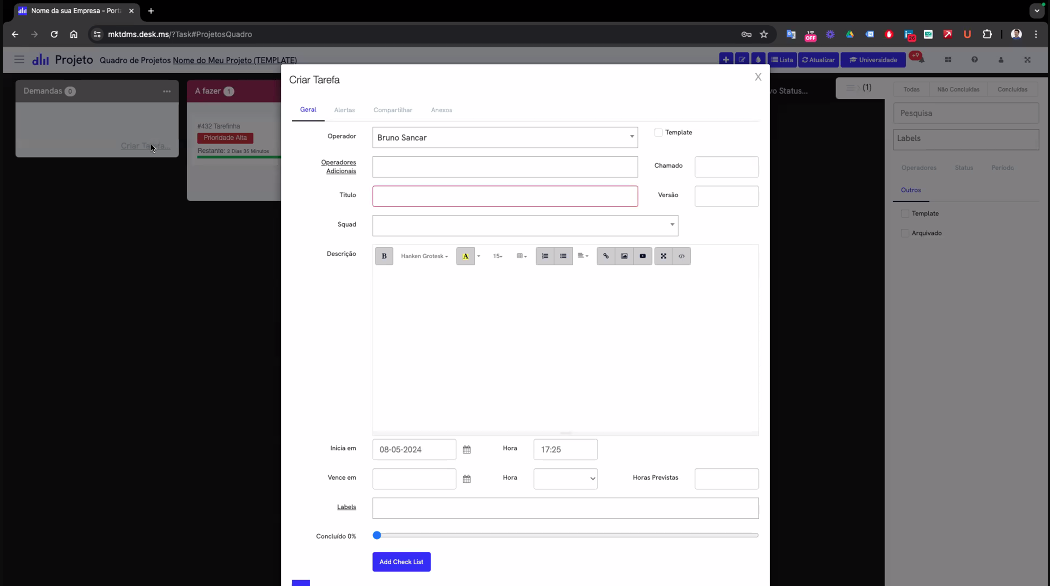 Nome da sua Empresa - Port
mktdms.desk.ms/?Task#ProjetosQuadro
OFF
Projeto
Quadro de Projetos Nome do Meu Projeto (TEMPLATE)
Lista
Atualizar
Universidade
+9
Demandas 0
Criar Tarefa...
A fazer 1
#432 Tarefinha
Prioridade Alta
Restante: 2 Dias 35 Minutos
vo Status...
(1)
Todas
Não Concluídas
Concluídas
Pesquisa
Labels
Operadores
Status
Período
Outros
Template
Arquivado
Criar Tarefa
X
Geral
Alertas
Compartilhar
Anexos
Operador
Bruno Sancar
Template
Operadores
Adicionais
Chamado
Título
Versão
Squad
Descrição
B
Hanken Grotesk
A
15
Inicia em
08-05-2024
Hora
17:25
Vence em
Hora
Horas Previstas
Labels
Concluído 0%
Add Check List